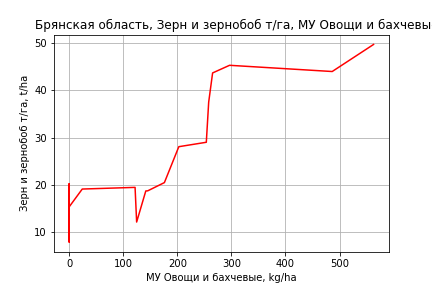 Брянская область, Зерн и зернобоб т/га, МУ Овощи и бахчевы
50
40
30
20
10
Зерн и зернобоб т/га, t/ha
0 100 200 300 400 500
МУ Овощи и бахчевые, kg/ha